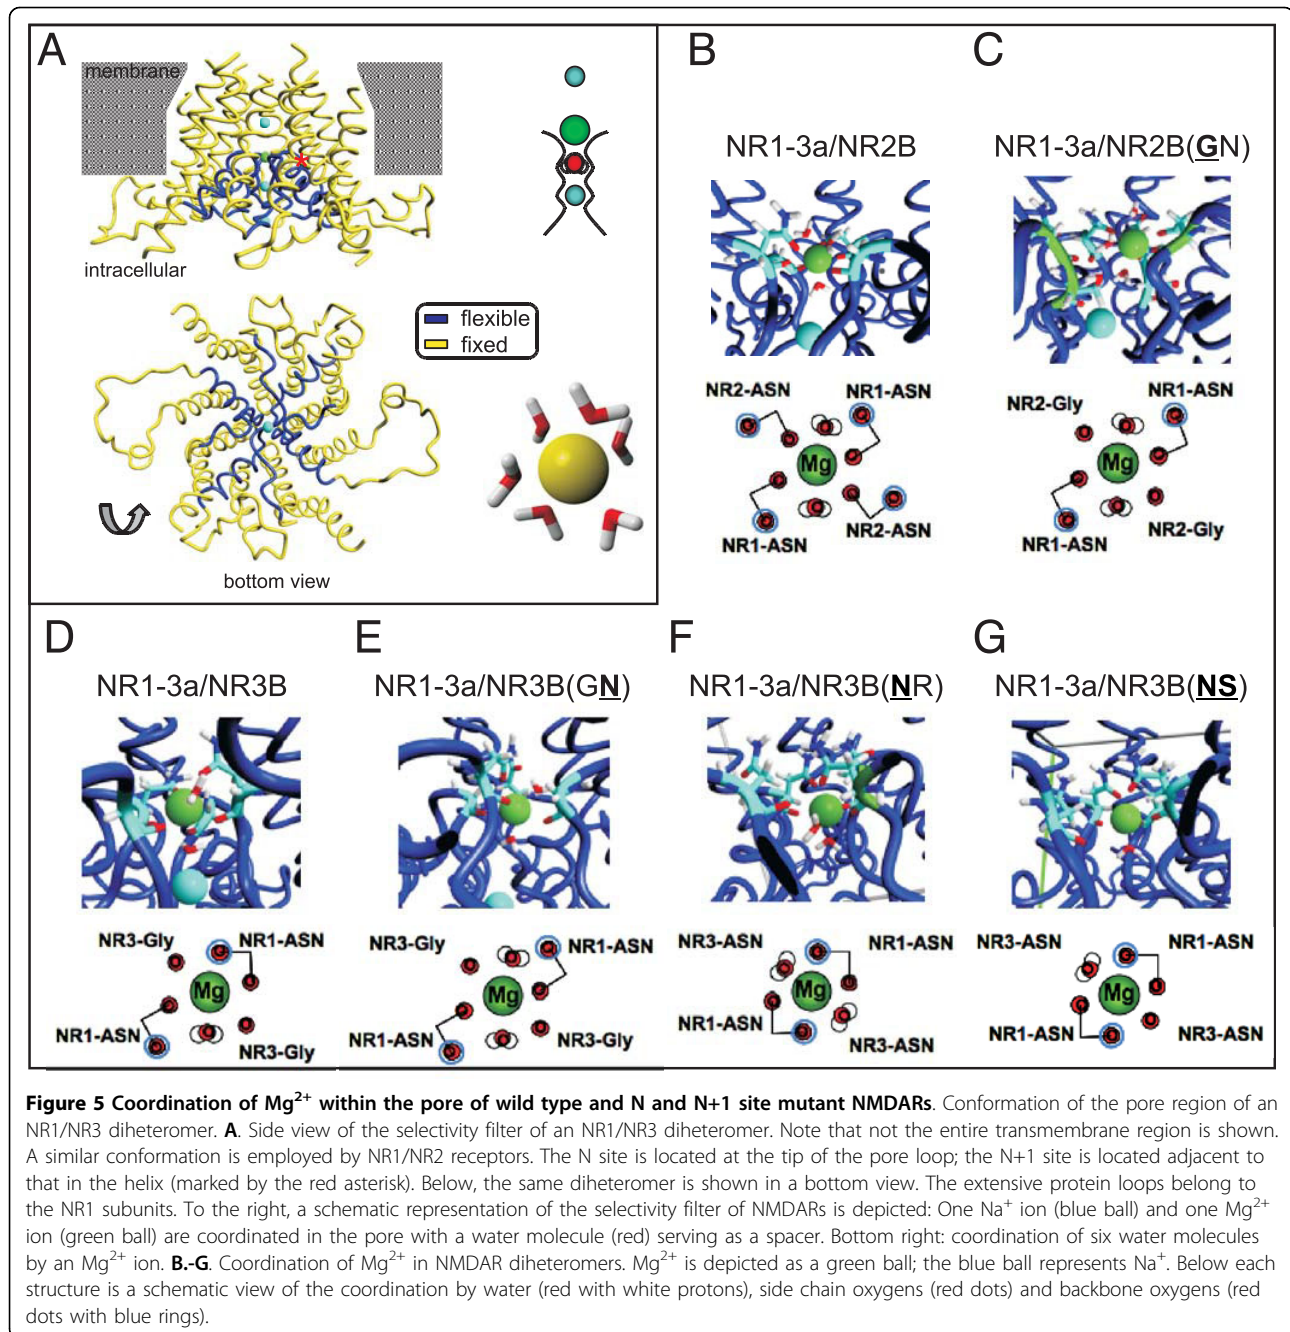 A
membrane
intracellular
flexible
fixed
bottom view
B
NR1-3a/NR2B
NR2-ASN
NR1-ASN
Mg
NR1-ASN
NR2-ASN
C
NR1-3a/NR2B(GN)
NR2-Gly
NR1-ASN
Mg
NR1-ASN
NR2-Gly
D
NR1-3a/NR3B
NR3-Gly
NR1-ASN
Mg
NR1-ASN
NR3-Gly
E
NR1-3a/NR3B(GN)
NR3-Gly
NR1-ASN
Mg
NR1-ASN
NR3-Gly
F
NR1-3a/NR3B(NR)
NR3-ASN
NR1-ASN
Mg
NR1-ASN
NR3-ASN
G
NR1-3a/NR3B(NS)
NR3-ASN
NR1-ASN
Mg
NR1-ASN
NR3-ASN
Figure 5 Coordination of Mg2+ within the pore of wild type and N and N+1 site mutant NMDARs. Conformation of the pore region of an
NR1/NR3 diheteromer. A. Side view of the selectivity filter of an NR1/NR3 diheteromer. Note that not the entire transmembrane region is shown.
A similar conformation is employed by NR1/NR2 receptors. The N site is located at the tip of the pore loop; the N+1 site is located adjacent to
that in the helix (marked by the red asterisk). Below, the same diheteromer is shown in a bottom view. The extensive protein loops belong to
the NR1 subunits. To the right, a schematic representation of the selectivity filter of NMDARs is depicted: One Na+ ion (blue ball) and one Mg2+
ion (green ball) are coordinated in the pore with a water molecule (red) serving as a spacer. Bottom right: coordination of six water molecules
by an Mg2+ ion. B.-G. Coordination of Mg2+ in NMDAR diheteromers. Mg2+ is depicted as a green ball; the blue ball represents Na+. Below each
structure is a schematic view of the coordination by water (red with white protons), side chain oxygens (red dots) and backbone oxygens (red
dots with blue rings).